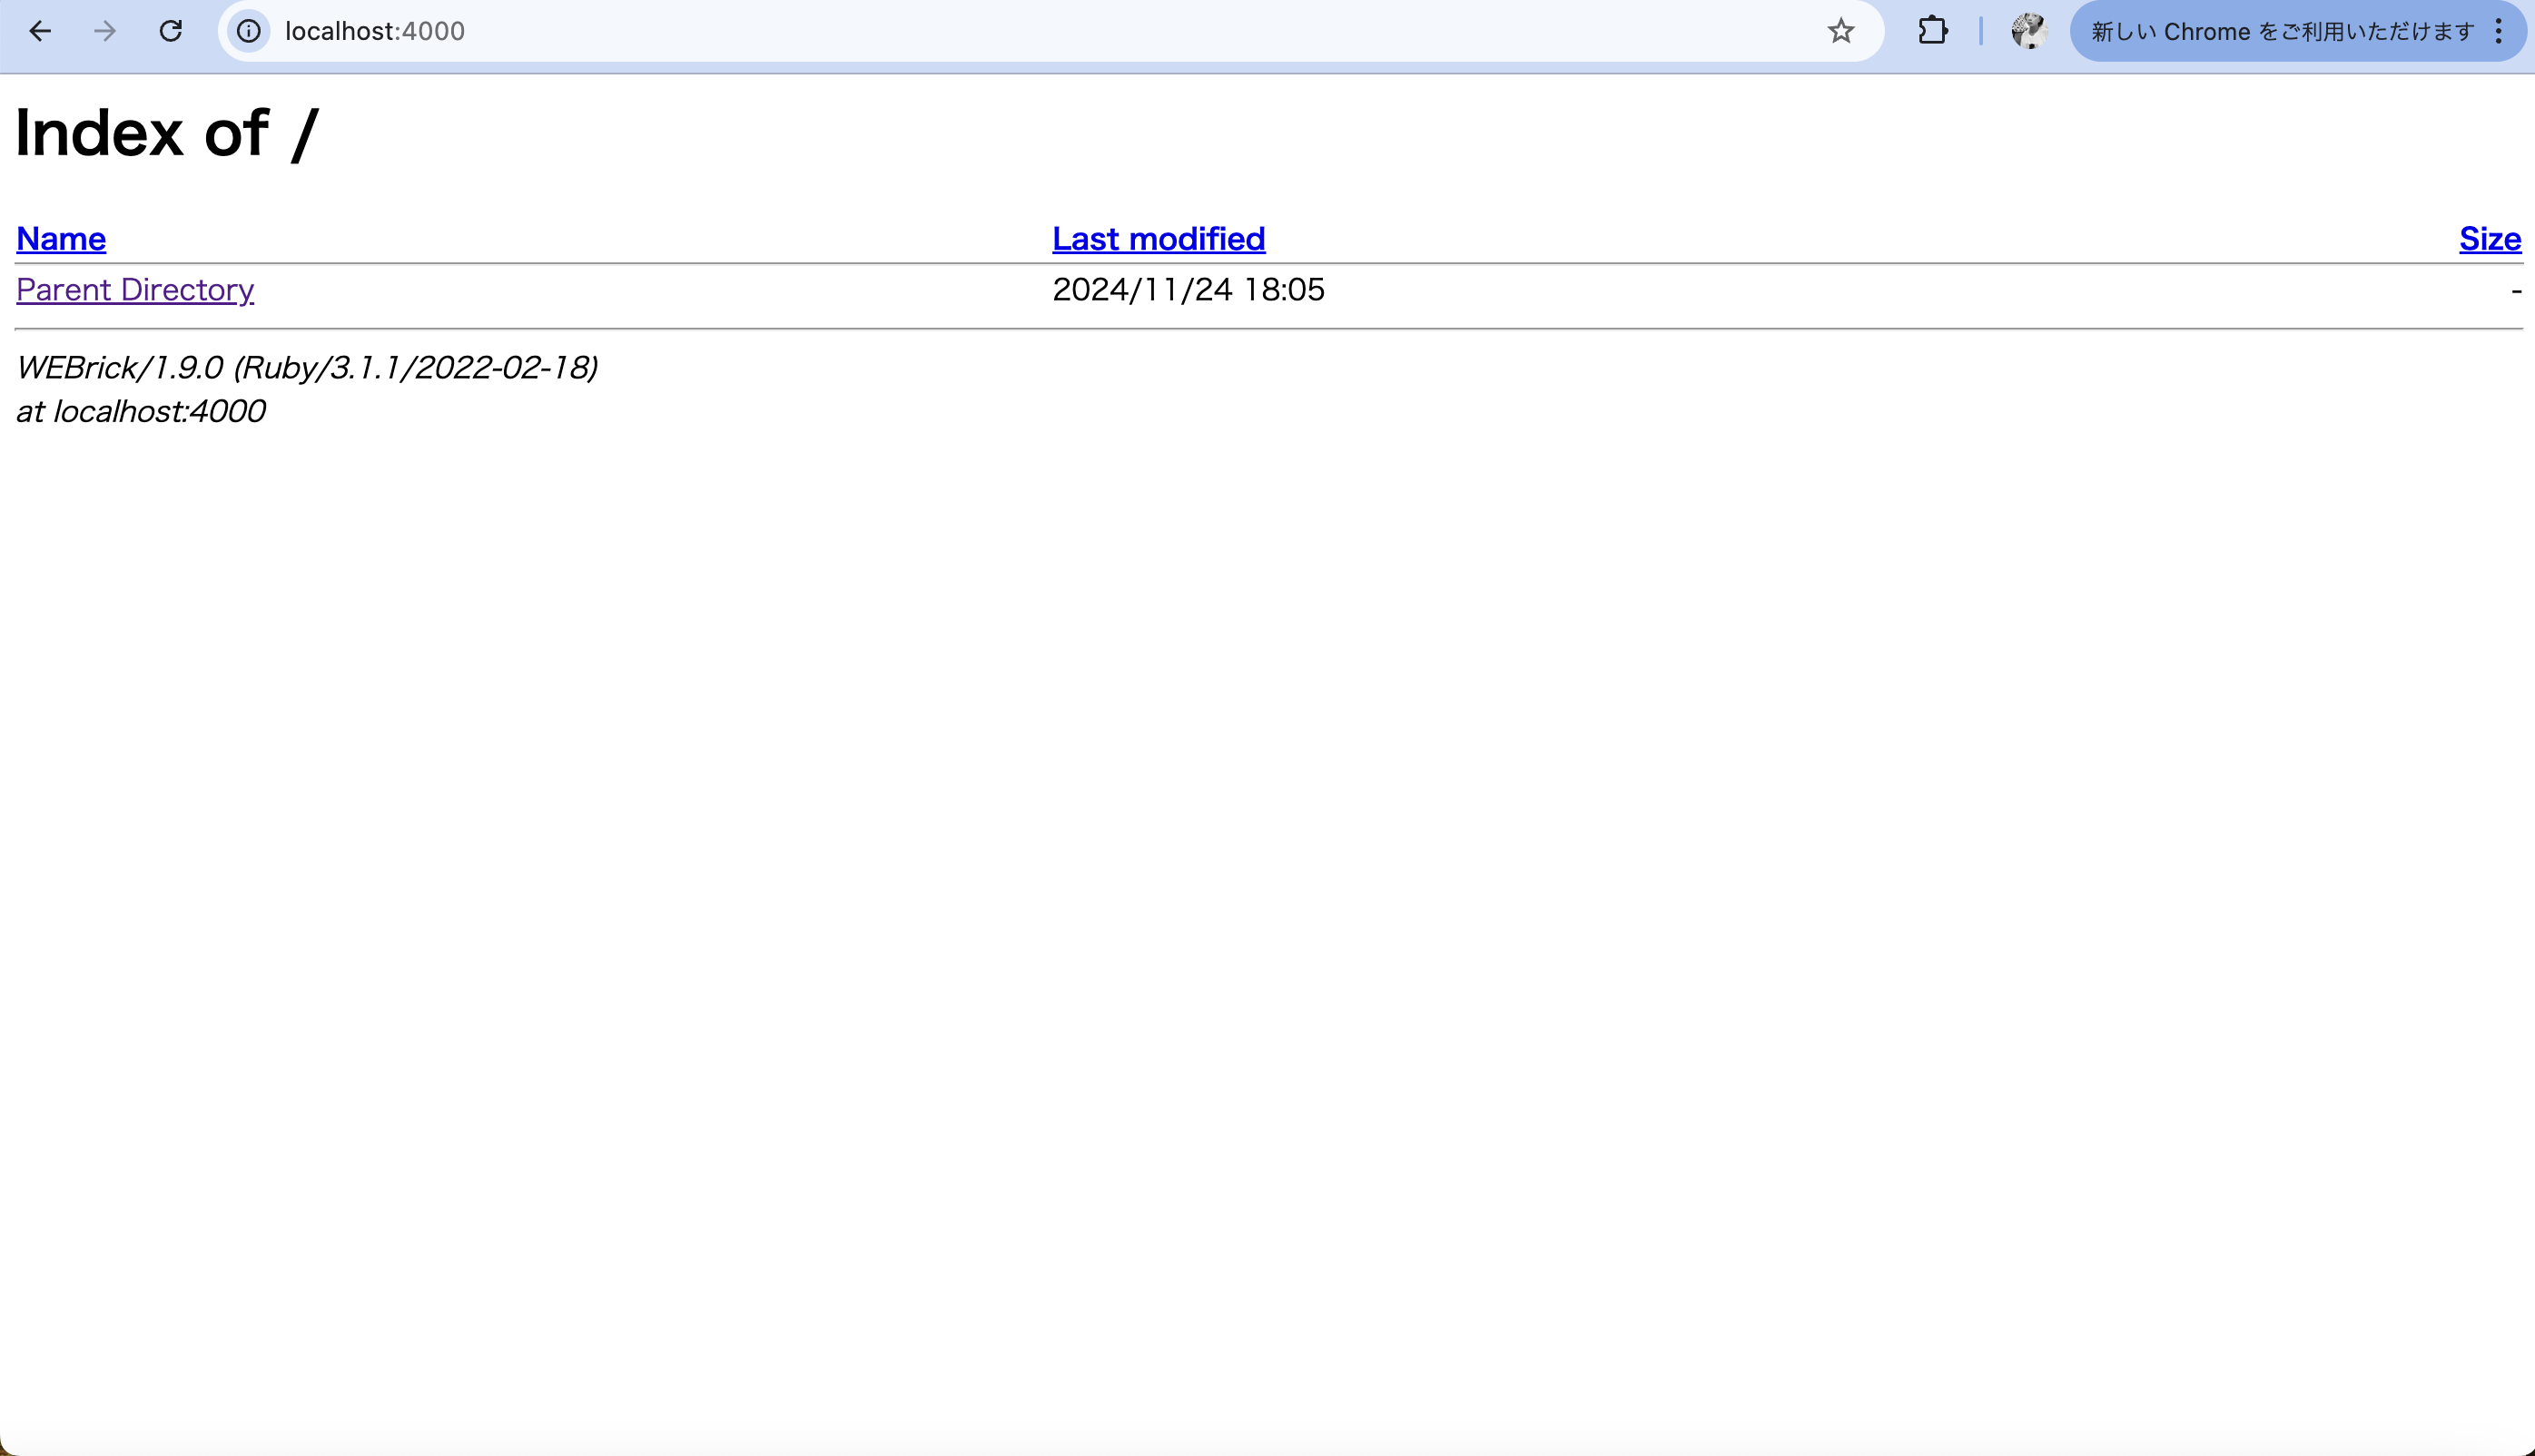 localhost:4000
新しい Chrome をご利用いただけます
Index of /
Name Last modified Size
Parent Directory 2024/11/24 18:05 -
WEBrick/1.9.0 (Ruby/3.1.1/2022-02-18)
at localhost:4000